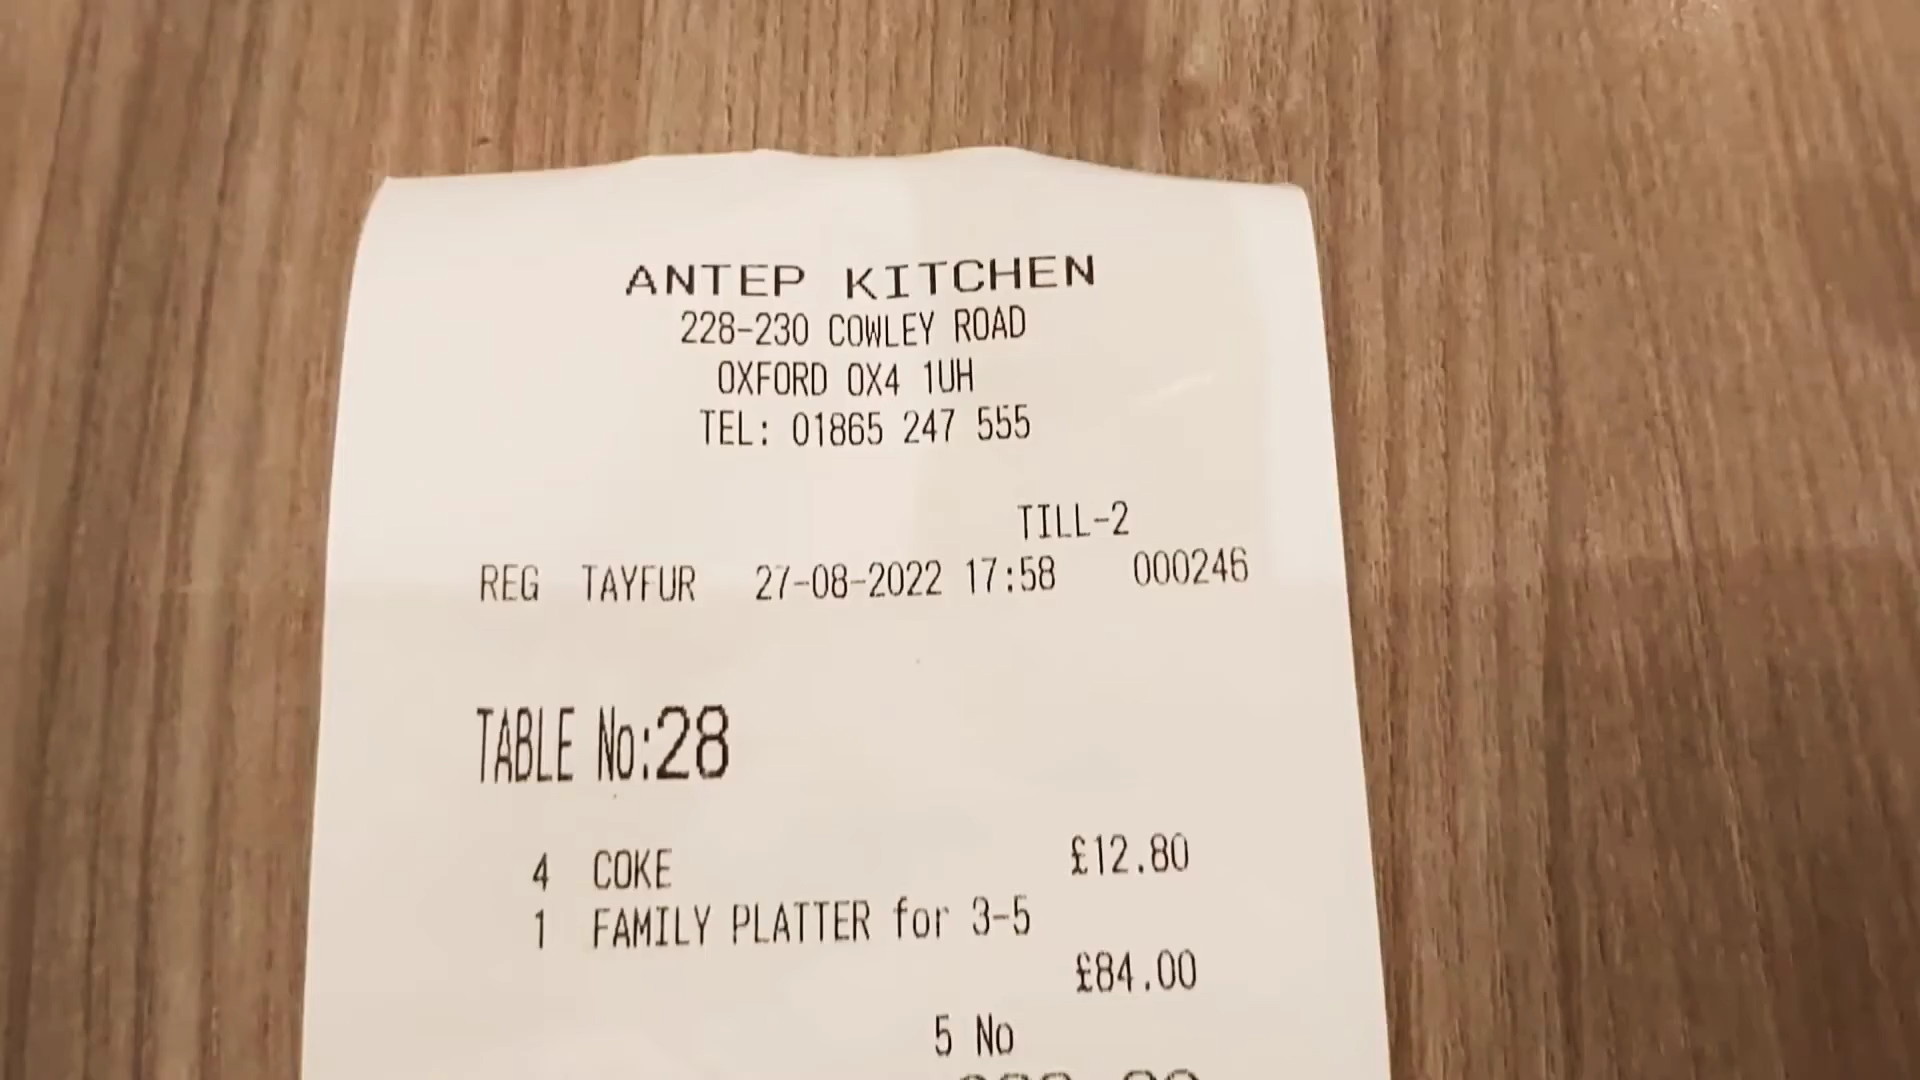 ANTEP KITCHEN
228-230 COWLEY ROAD
OXFORD OX4 1UH
TEL: 01865 247 555
TILL-2
REG TAYFUR 27-08-2022 17:58 000246
TABLE No:28
4 COKE £12.80
1 FAMILY PLATTER for 3-5
£84.00
5 No